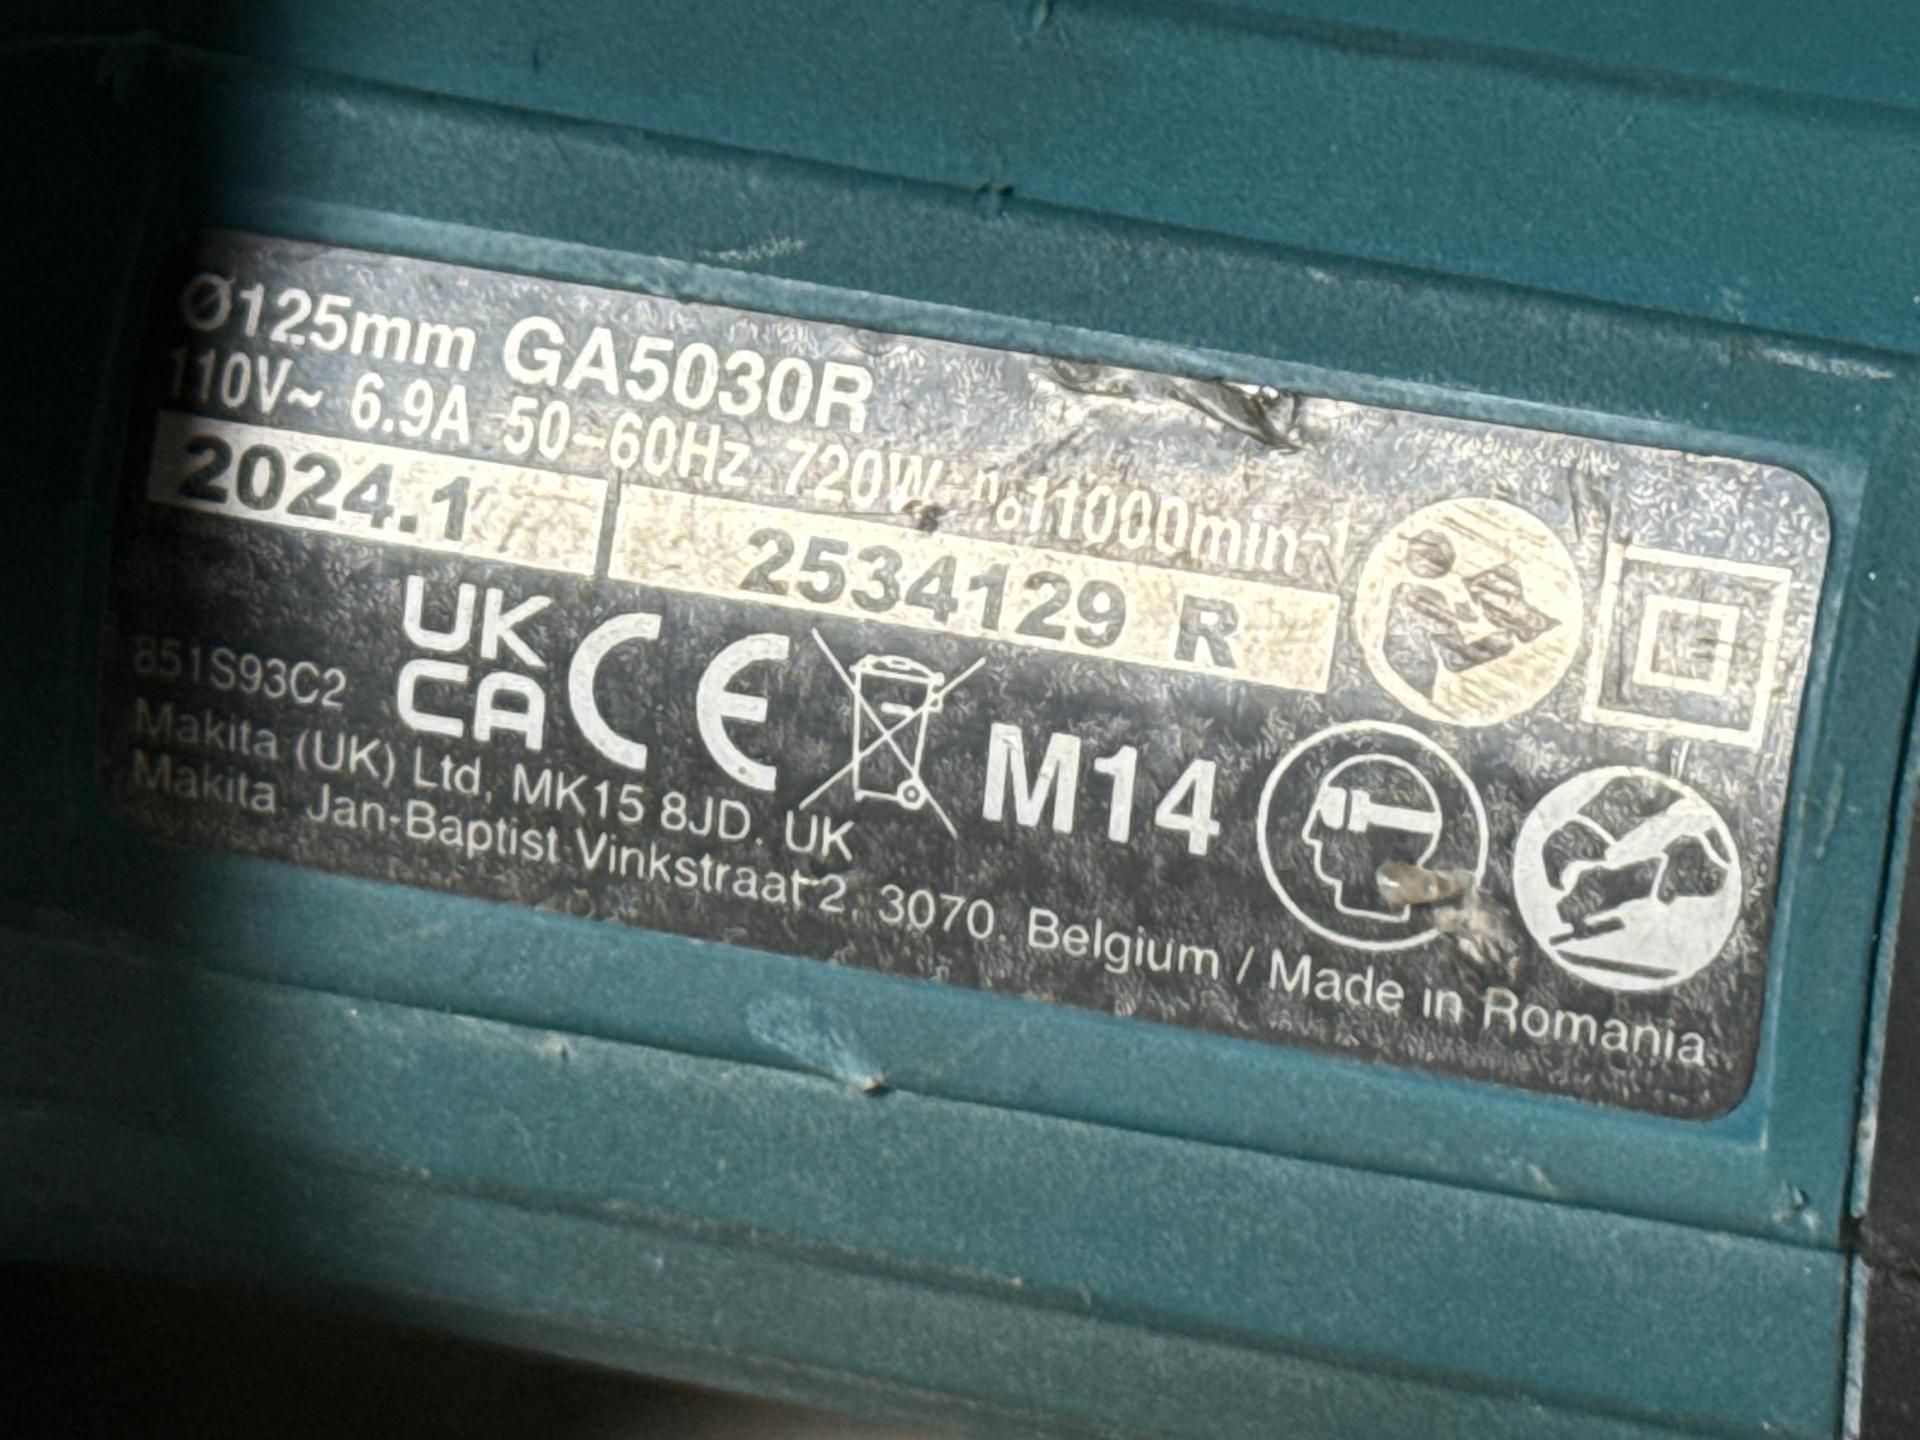 Ø125mm GA5030R
110V~ 6.9A 50-60Hz 720W n₀11000min⁻¹
2024.1 2534129 R
UK
CA CE M14
851S93C2
Makita (UK) Ltd, MK15 8JD. UK
Makita Jan-Baptist Vinkstraat 2, 3070. Belgium / Made in Romania